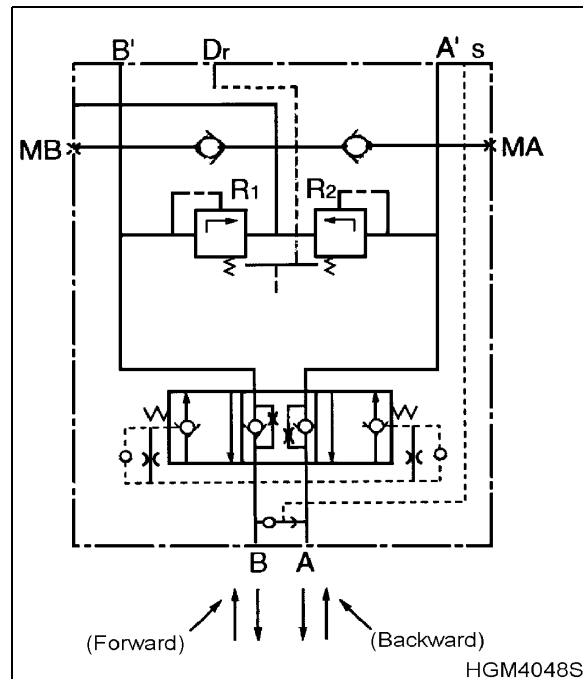 B' Dr A' s
MB MA
R1 R2
B A
(Forward) (Backward)
HGM4048S